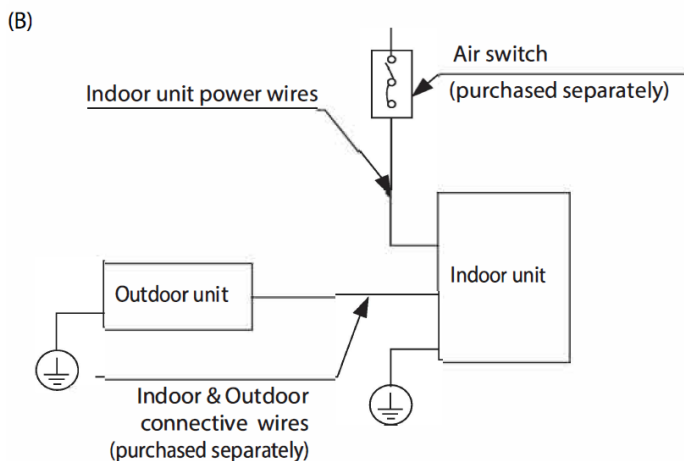 (B)
Air switch
(purchased separately)
Indoor unit power wires
Indoor unit
Outdoor unit
Indoor & Outdoor
connective wires
(purchased separately)